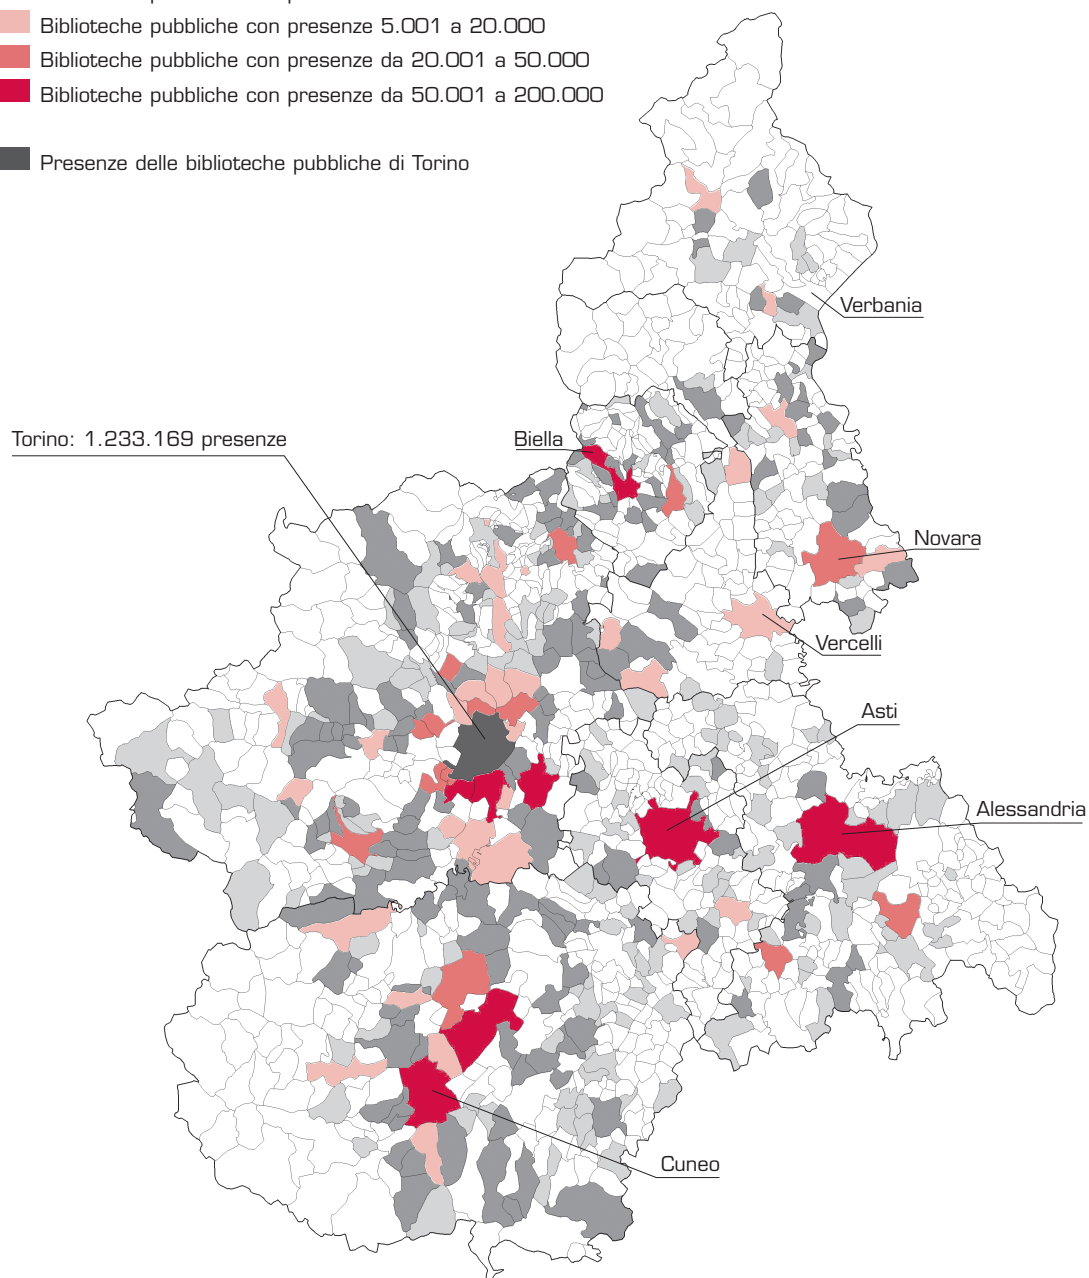 Biblioteche pubbliche con presenze 5.001 a 20.000
Biblioteche pubbliche con presenze da 20.001 a 50.000
Biblioteche pubbliche con presenze da 50.001 a 200.000
Presenze delle biblioteche pubbliche di Torino
Verbania
Torino: 1.233.169 presenze
Biella
Novara
Vercelli
Asti
Alessandria
Cuneo